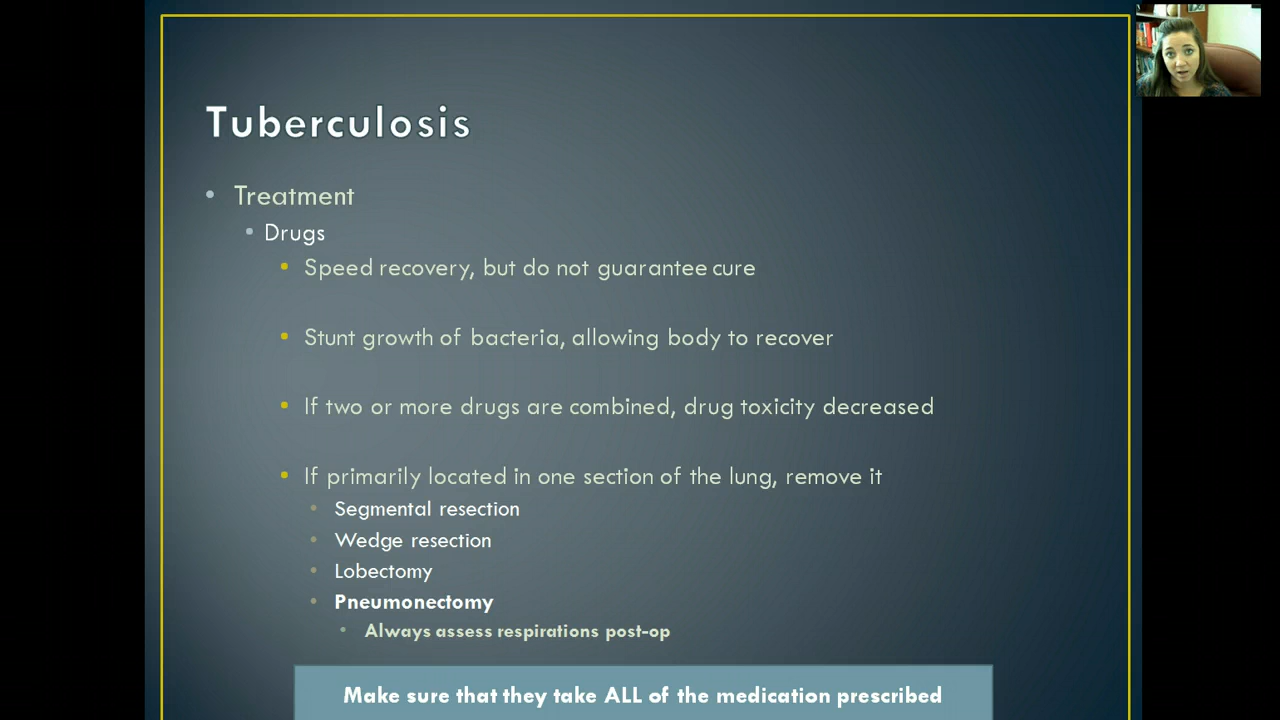 Tuberculosis
Treatment
Drugs
Speed recovery, but do not guarantee cure
Stunt growth of bacteria, allowing body to recover
If two or more drugs are combined, drug toxicity decreased
If primarily located in one section of the lung, remove it
Segmental resection
Wedge resection
Lobectomy
Pneumonectomy
Always assess respirations post-op
Make sure that they take ALL of the medication prescribed